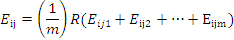 E_ij = (1/m) R(E_ij1 + E_ij2 + ⋯ + E_ijm)